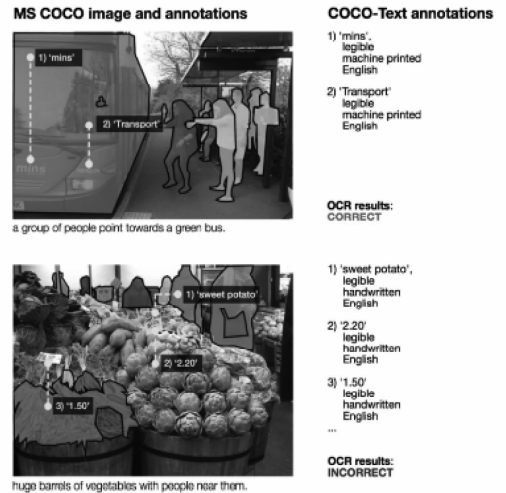 MS COCO image and annotations
COCO-Text annotations
1) 'mins'
2) 'Transport'
mins
a group of people point towards a green bus.
1) 'mins',
legible
machine printed
English
2) 'Transport'
legible
machine printed
English
OCR results:
CORRECT
1) 'sweet potato'
2) '2.20'
3) '1.50'
huge barrels of vegetables with people near them.
1) 'sweet potato',
legible
handwritten
English
2) '2.20'
legible
handwritten
English
3) '1.50'
legible
handwritten
English
...
OCR results:
INCORRECT